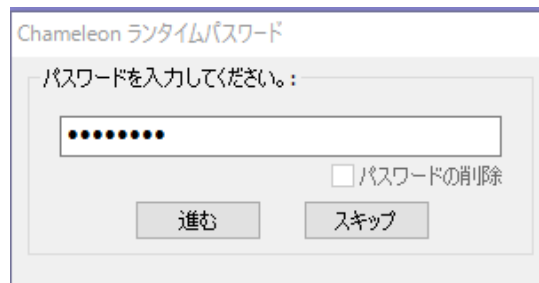 Chameleon ランタイムパスワード
パスワードを入力してください。:
••••••••
パスワードの削除
進む スキップ